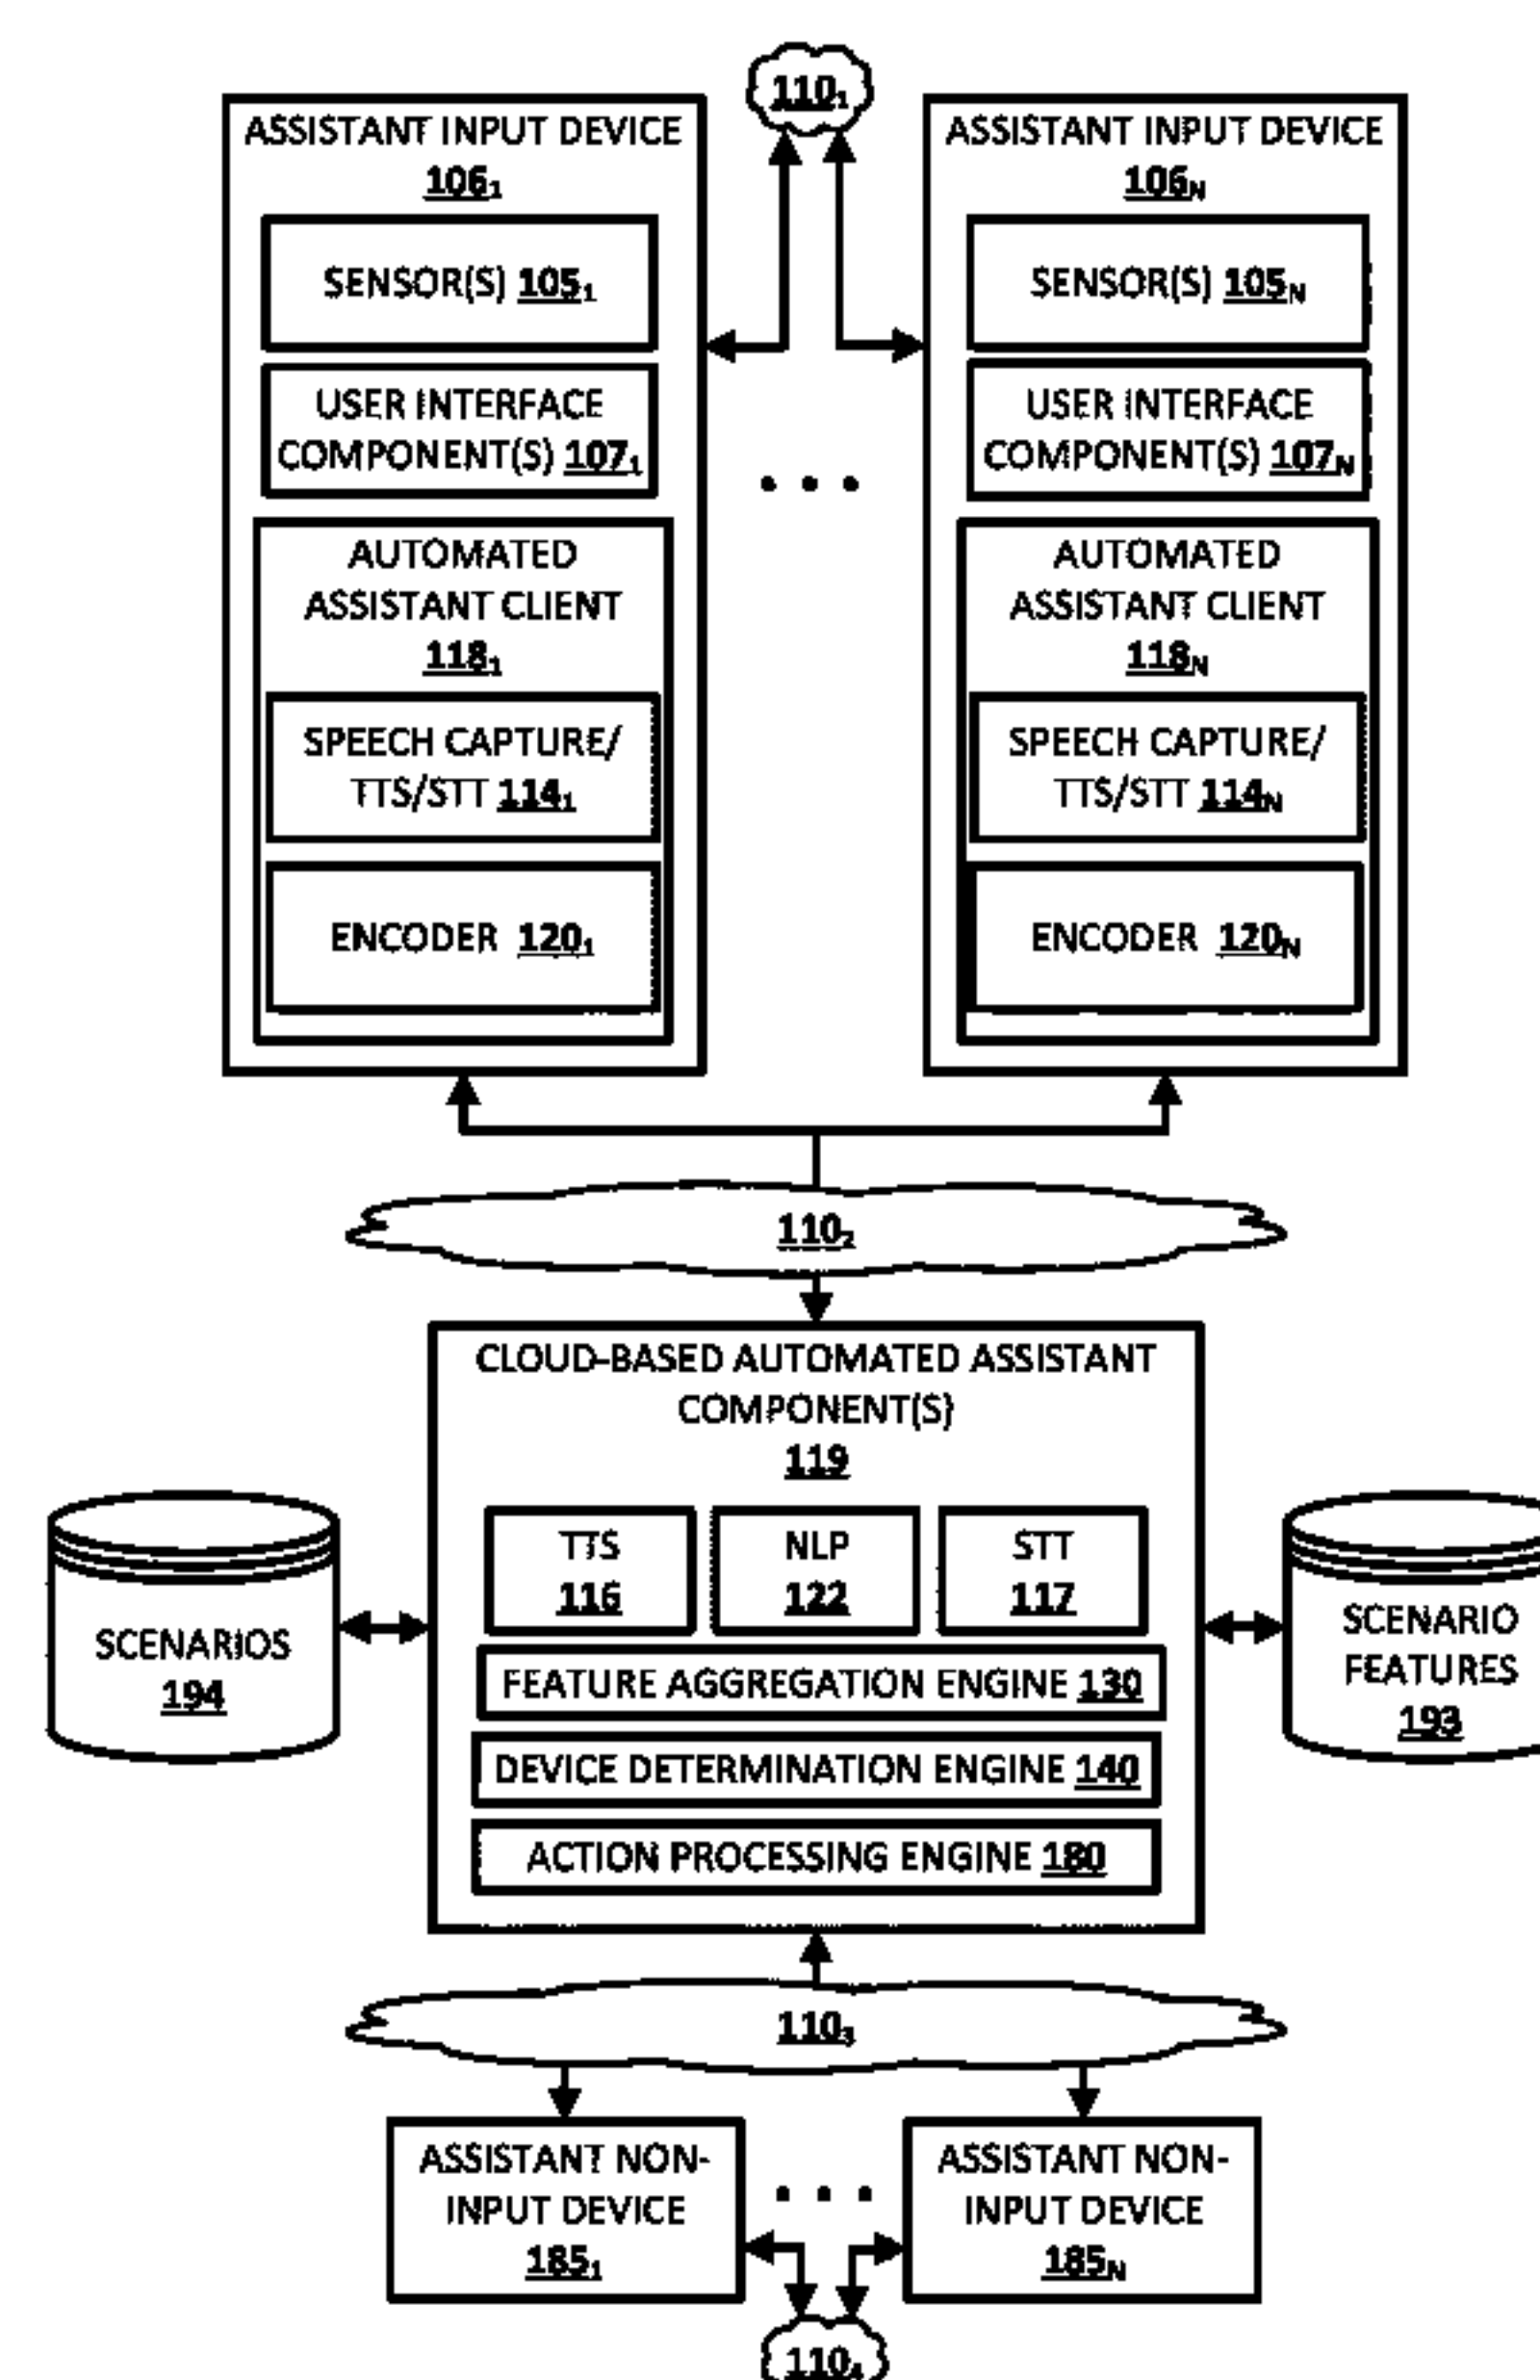 110₁
ASSISTANT INPUT DEVICE
106₁
SENSOR(S) 105₁
USER INTERFACE
COMPONENT(S) 107₁
AUTOMATED
ASSISTANT CLIENT
118₁
SPEECH CAPTURE/
TTS/STT 114₁
ENCODER 120₁
ASSISTANT INPUT DEVICE
106N
SENSOR(S) 105N
USER INTERFACE
COMPONENT(S) 107N
AUTOMATED
ASSISTANT CLIENT
118N
SPEECH CAPTURE/
TTS/STT 114N
ENCODER 120N
. . .
110₂
CLOUD-BASED AUTOMATED ASSISTANT
COMPONENT(S)
119
TTS
116
NLP
122
STT
117
FEATURE AGGREGATION ENGINE 130
DEVICE DETERMINATION ENGINE 140
ACTION PROCESSING ENGINE 180
SCENARIOS
194
SCENARIO
FEATURES
193
110₃
ASSISTANT NON-
INPUT DEVICE
185₁
. . .
ASSISTANT NON-
INPUT DEVICE
185N
110₄